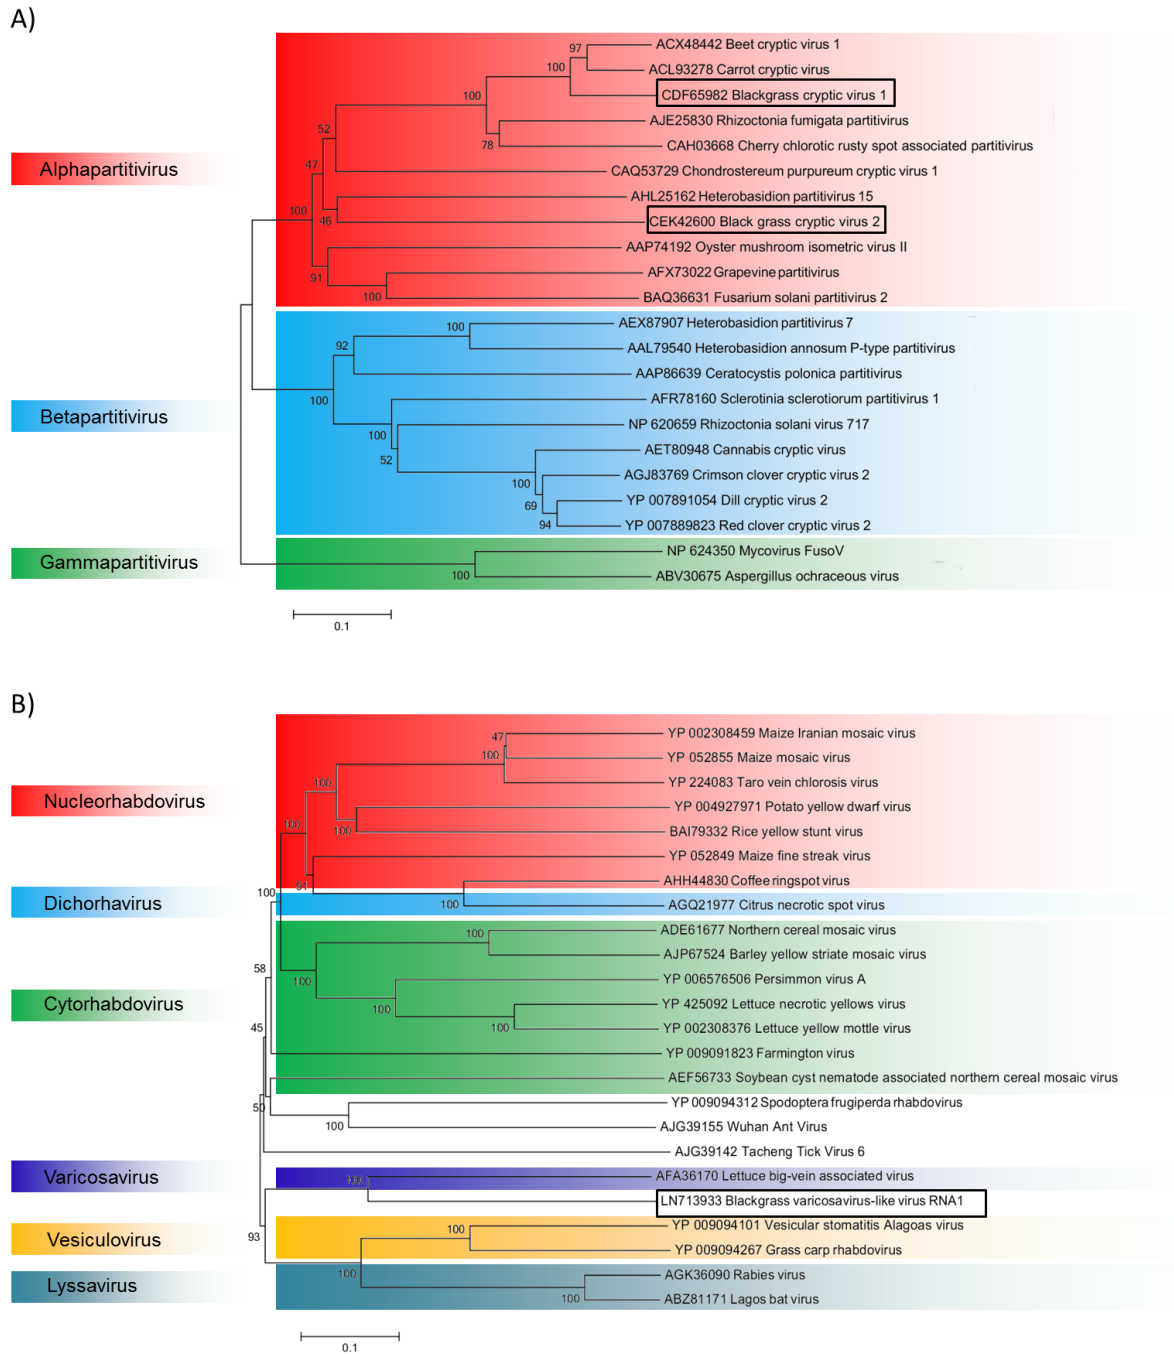 A)
97
ACX48442 Beet cryptic virus 1
100
ACL93278 Carrot cryptic virus
100
CDF65982 Blackgrass cryptic virus 1
AJE25830 Rhizoctonia fumigata partitivirus
52
78
CAH03668 Cherry chlorotic rusty spot associated partitivirus
Alphapartitivirus
47
CAQ53729 Chondrostereum purpureum cryptic virus 1
AHL25162 Heterobasidion partitivirus 15
100
46
CEK42600 Black grass cryptic virus 2
AAP74192 Oyster mushroom isometric virus II
91
AFX73022 Grapevine partitivirus
100
BAQ36631 Fusarium solani partitivirus 2
100
AEX87907 Heterobasidion partitivirus 7
92
AAL79540 Heterobasidion annosum P-type partitivirus
AAP86639 Ceratocystis polonica partitivirus
100
AFR78160 Sclerotinia sclerotiorum partitivirus 1
Betapartitivirus
100
NP 620659 Rhizoctonia solani virus 717
52
AET80948 Cannabis cryptic virus
100
AGJ83769 Crimson clover cryptic virus 2
69
YP 007891054 Dill cryptic virus 2
94
YP 007889823 Red clover cryptic virus 2
Gammapartitivirus
NP 624350 Mycovirus FusoV
100
ABV30675 Aspergillus ochraceous virus
0.1
B)
47
YP 002308459 Maize Iranian mosaic virus
100
YP 052855 Maize mosaic virus
100
YP 224083 Taro vein chlorosis virus
Nucleorhabdovirus
YP 004927971 Potato yellow dwarf virus
100
100
BAI79332 Rice yellow stunt virus
YP 052849 Maize fine streak virus
91
AHH44830 Coffee ringspot virus
100
Dichorhavirus
100
AGQ21977 Citrus necrotic spot virus
100
ADE61677 Northern cereal mosaic virus
AJP67524 Barley yellow striate mosaic virus
58
100
YP 006576506 Persimmon virus A
Cytorhabdovirus
100
YP 425092 Lettuce necrotic yellows virus
45
100
YP 002308376 Lettuce yellow mottle virus
YP 009091823 Farmington virus
AEF56733 Soybean cyst nematode associated northern cereal mosaic virus
50
YP 009094312 Spodoptera frugiperda rhabdovirus
100
AJG39155 Wuhan Ant Virus
AJG39142 Tacheng Tick Virus 6
Varicosavirus
100
AFA36170 Lettuce big-vein associated virus
LN713933 Blackgrass varicosavirus-like virus RNA1
93
100
YP 009094101 Vesicular stomatitis Alagoas virus
Vesiculovirus
YP 009094267 Grass carp rhabdovirus
100
AGK36090 Rabies virus
Lyssavirus
100
ABZ81171 Lagos bat virus
0.1